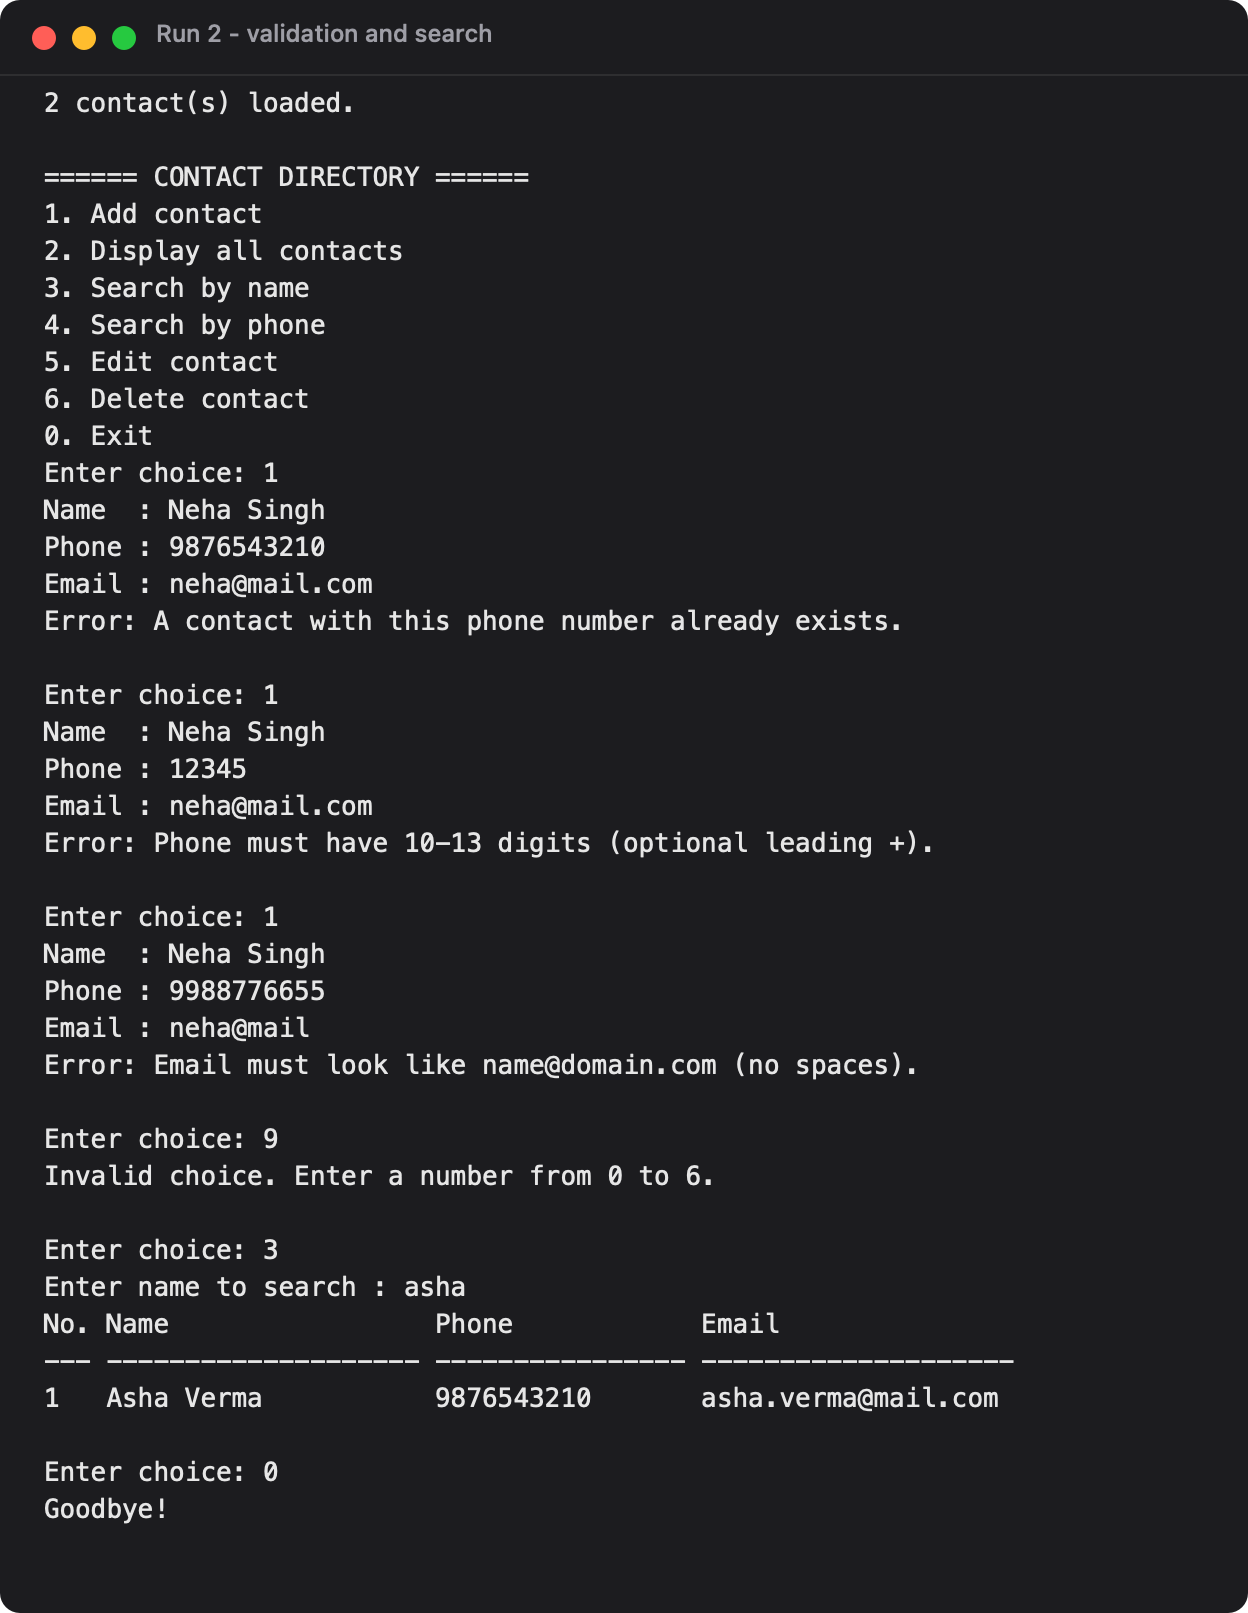 Run 2 - validation and search
2 contact(s) loaded.
====== CONTACT DIRECTORY ======
1. Add contact
2. Display all contacts
3. Search by name
4. Search by phone
5. Edit contact
6. Delete contact
0. Exit
Enter choice: 1
Name  : Neha Singh
Phone : 9876543210
Email : neha@mail.com
Error: A contact with this phone number already exists.
Enter choice: 1
Name  : Neha Singh
Phone : 12345
Email : neha@mail.com
Error: Phone must have 10-13 digits (optional leading +).
Enter choice: 1
Name  : Neha Singh
Phone : 9988776655
Email : neha@mail
Error: Email must look like name@domain.com (no spaces).
Enter choice: 9
Invalid choice. Enter a number from 0 to 6.
Enter choice: 3
Enter name to search : asha
No. Name                 Phone            Email
--- -------------------- ---------------- --------------------
1   Asha Verma           9876543210       asha.verma@mail.com
Enter choice: 0
Goodbye!